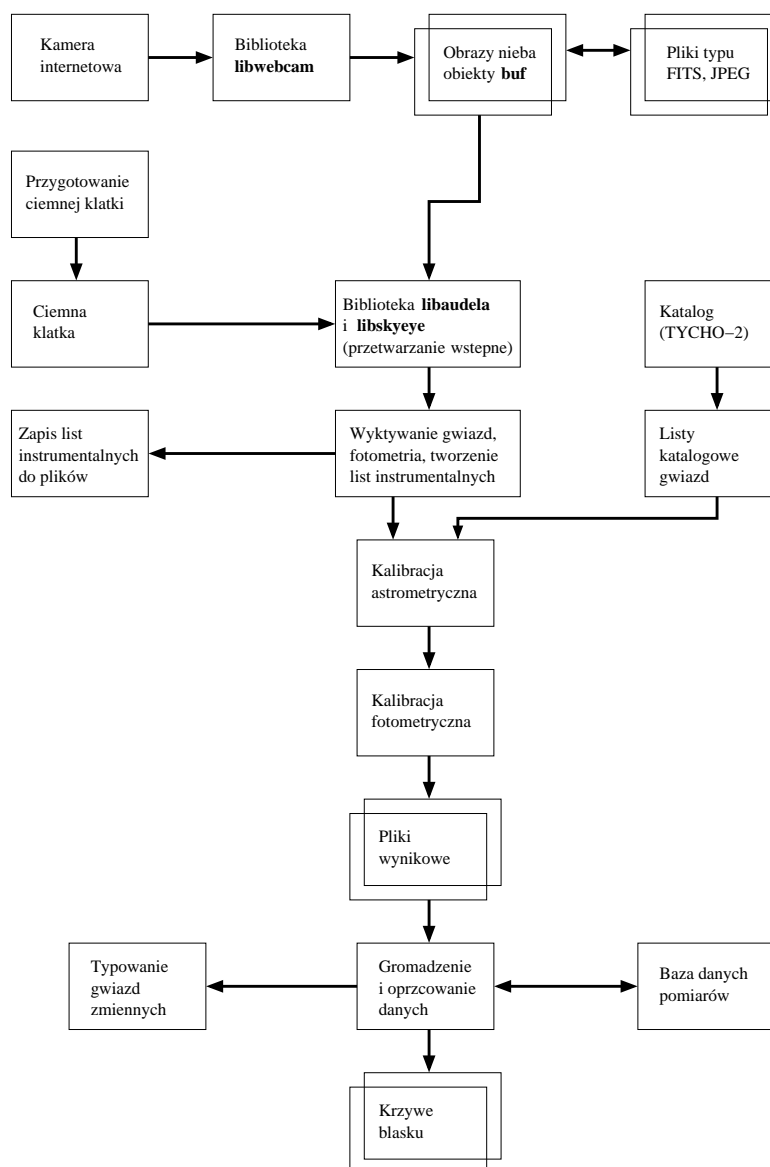 Kamera
internetowa
Biblioteka
libwebcam
Obrazy nieba
obiekty buf
Pliki typu
FITS, JPEG
Przygotowanie
ciemnej klatki
Ciemna
klatka
Biblioteka libaudela
i libskyeye
(przetwarzanie wstepne)
Katalog
(TYCHO−2)
Zapis list
instrumentalnych
do plików
Wyktywanie gwiazd,
fotometria, tworzenie
list instrumentalnych
Listy
katalogowe
gwiazd
Kalibracja
astrometryczna
Kalibracja
fotometryczna
Pliki
wynikowe
Typowanie
gwiazd
zmiennych
Gromadzenie
i oprzcowanie
danych
Baza danych
pomiarów
Krzywe
blasku